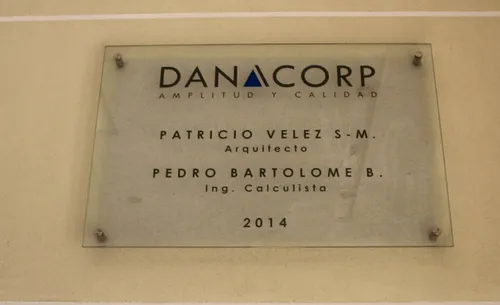 DANACORP
AMPLITUD Y CALIDAD
PATRICIO VELEZ S-M.
Arquitecto
PEDRO BARTOLOME B.
Ing. Calculista
2014